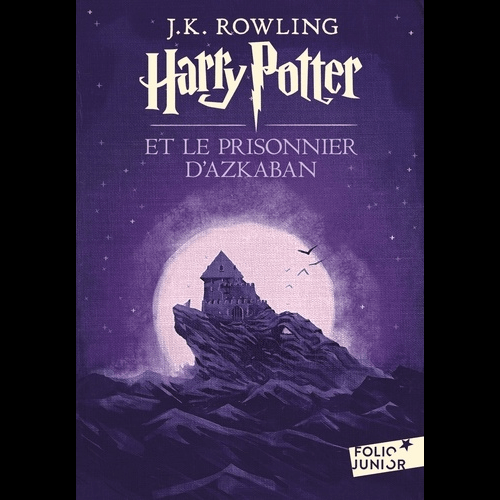 J.K. ROWLING
Harry Potter
ET LE PRISONNIER
D'AZKABAN
FOLIO
JUNIOR